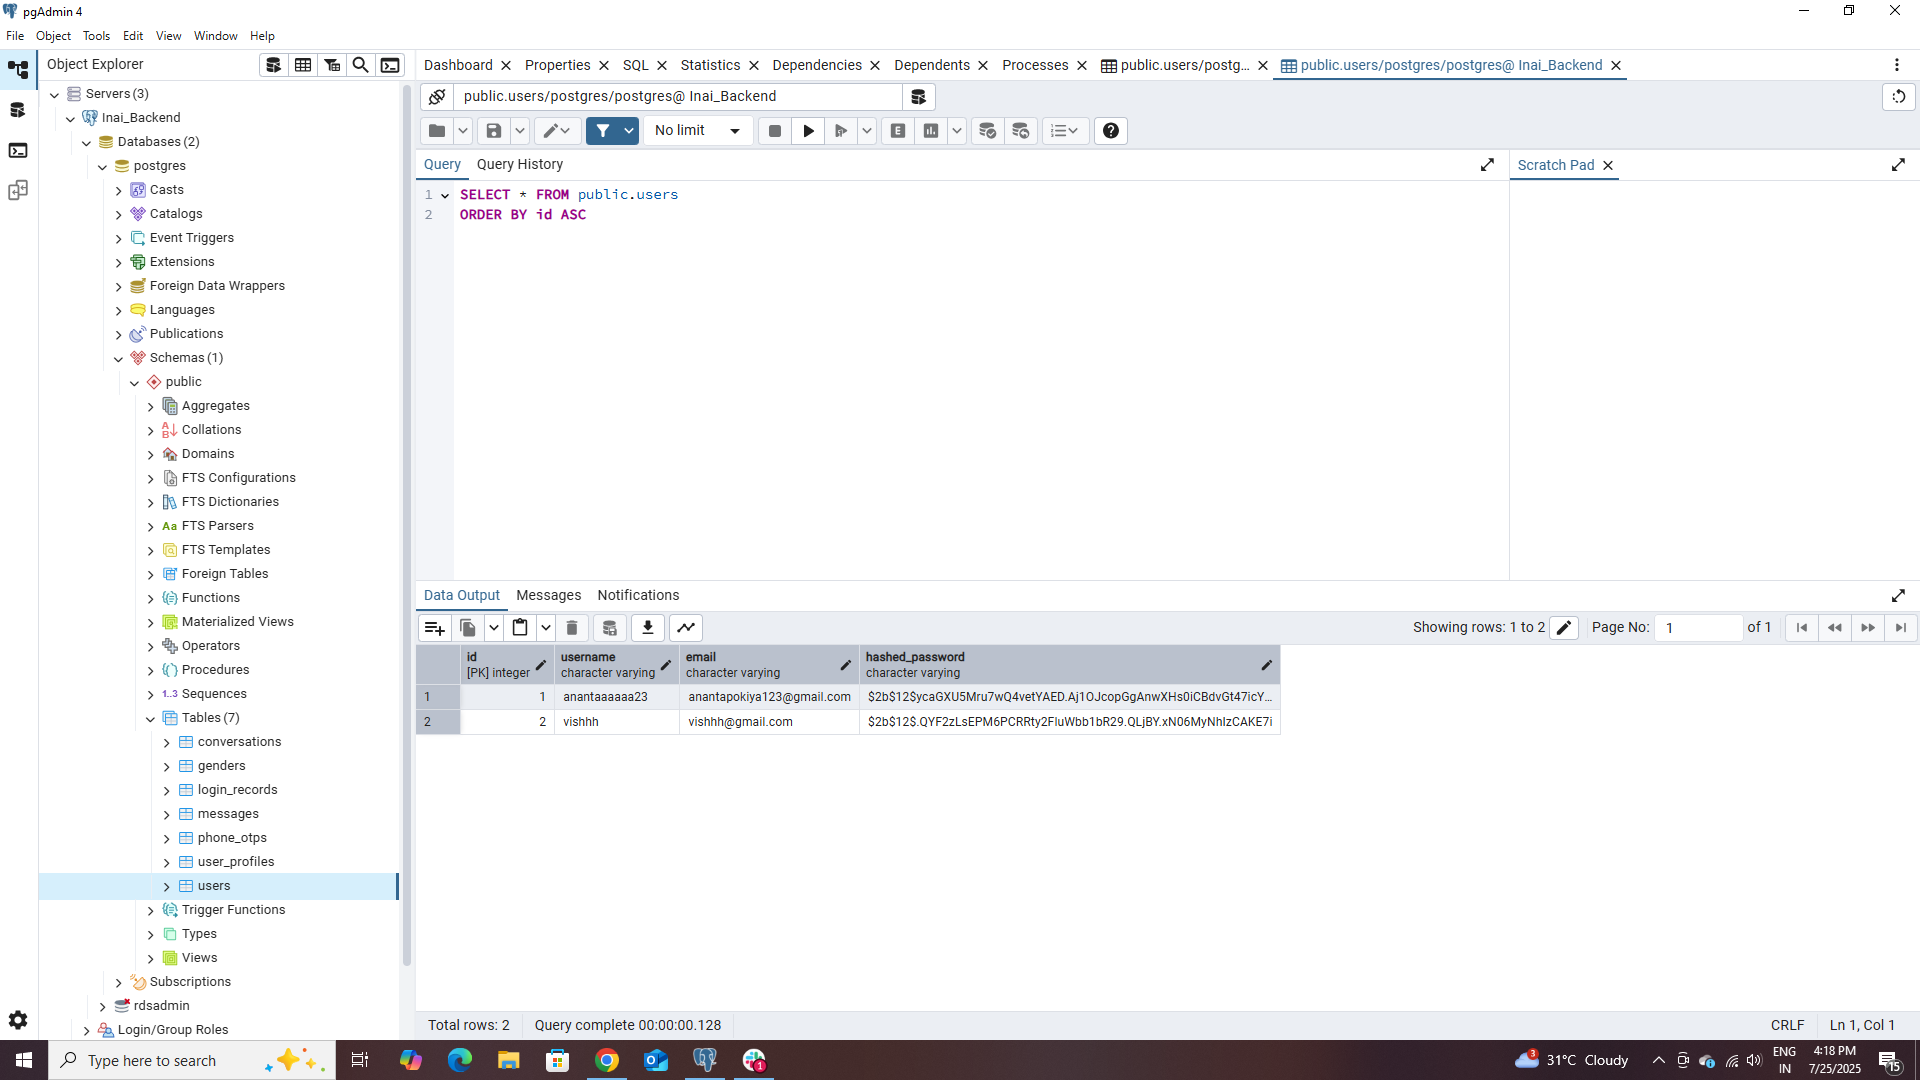 pgAdmin 4
File Object Tools Edit View Window Help
Object Explorer
Servers (3)
Inai_Backend
Databases (2)
postgres
Casts
Catalogs
Event Triggers
Extensions
Foreign Data Wrappers
Languages
Publications
Schemas (1)
public
Aggregates
Collations
Domains
FTS Configurations
FTS Dictionaries
Aa FTS Parsers
FTS Templates
Foreign Tables
Functions
Materialized Views
Operators
Procedures
1..3 Sequences
Tables (7)
conversations
genders
login_records
messages
phone_otps
user_profiles
users
Trigger Functions
Types
Views
Subscriptions
rdsadmin
Login/Group Roles
Dashboard Properties SQL Statistics Dependencies Dependents Processes public.users/postg... public.users/postgres/postgres@ Inai_Backend
public.users/postgres/postgres@ Inai_Backend
No limit E
Query Query History
Scratch Pad
1 SELECT * FROM public.users
2 ORDER BY id ASC
Data Output Messages Notifications
Showing rows: 1 to 2 Page No: 1 of 1
id username email hashed_password
[PK] integer character varying character varying character varying
1 1 anantaaaaaa23 anantapokiya123@gmail.com $2b$12$ycaGXU5Mru7wQ4vetYAED.Aj1OJcopGgAnwXHs0iCBdvGt47icY...
2 2 vishhh vishhh@gmail.com $2b$12$.QYF2zLsEPM6PCRRty2FluWbb1bR29.QLjBY.xN06MyNhIzCAKE7i
Total rows: 2 Query complete 00:00:00.128 CRLF Ln 1, Col 1
Type here to search
1
3 31°C Cloudy
ENG
IN
4:18 PM
7/25/2025
15